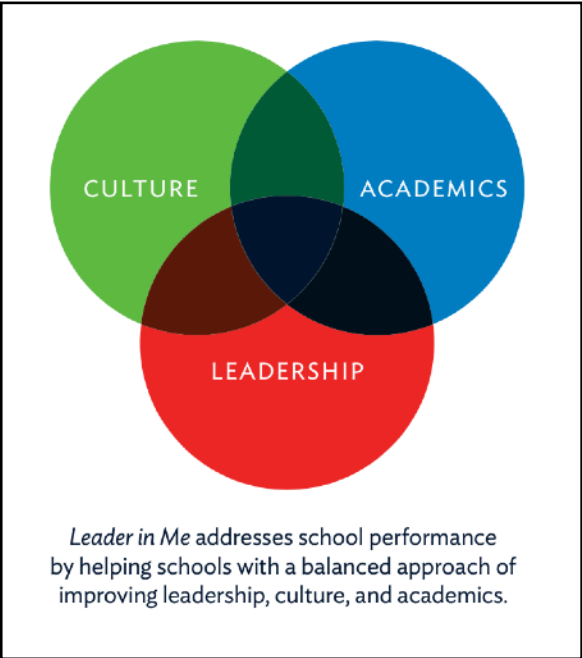 CULTURE
ACADEMICS
LEADERSHIP
Leader in Me addresses school performance
by helping schools with a balanced approach of
improving leadership, culture, and academics.